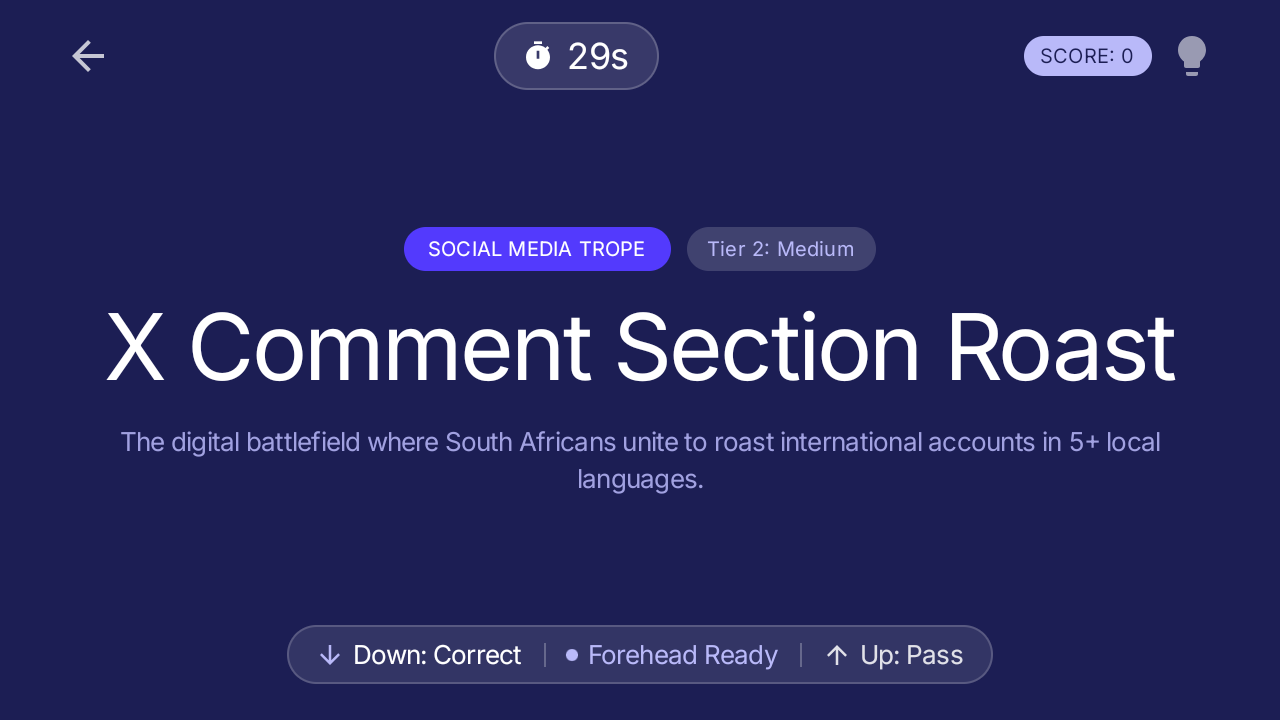 29s
SCORE: 0
SOCIAL MEDIA TROPE
Tier 2: Medium
X Comment Section Roast
The digital battlefield where South Africans unite to roast international accounts in 5+ local
languages.
Down: Correct
Forehead Ready
Up: Pass